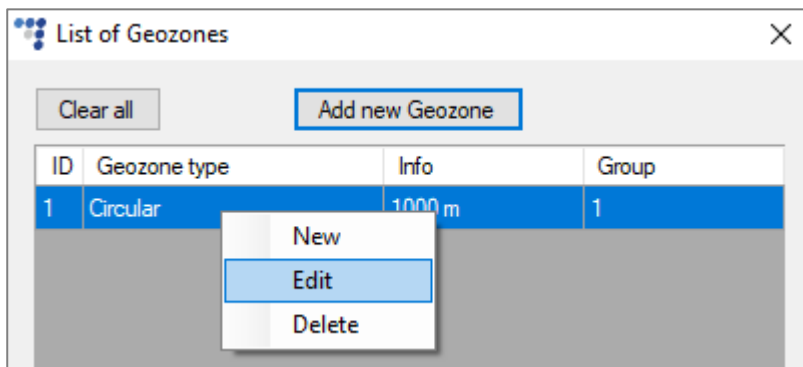 List of Geozones
Clear all Add new Geozone
ID Geozone type Info Group
1 Circular 1000 m 1
New
Edit
Delete